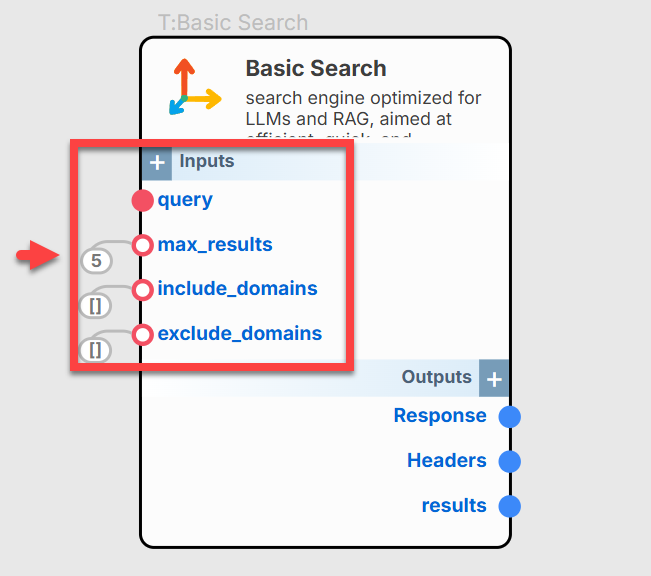 T:Basic Search
Basic Search
search engine optimized for
LLMs and RAG, aimed at
efficient, quick, and
+ Inputs
query
max_results
5
include_domains
[]
exclude_domains
[]
Outputs +
Response
Headers
results